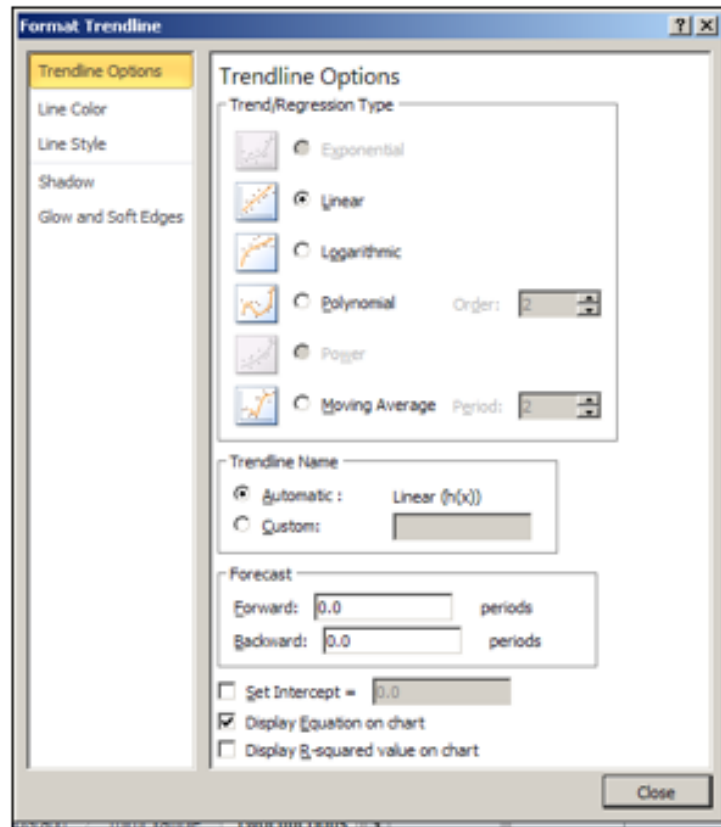 Format Trendline
Trendline Options
Line Color
Line Style
Shadow
Glow and Soft Edges
Trendline Options
Trend/Regression Type
Exponential
Linear
Logarithmic
Polynomial Order: 2
Power
Moving Average Period: 2
Trendline Name
Automatic : Linear (h(x))
Custom:
Forecast
Forward: 0.0 periods
Backward: 0.0 periods
Set Intercept = 0.0
Display Equation on chart
Display R-squared value on chart
Close